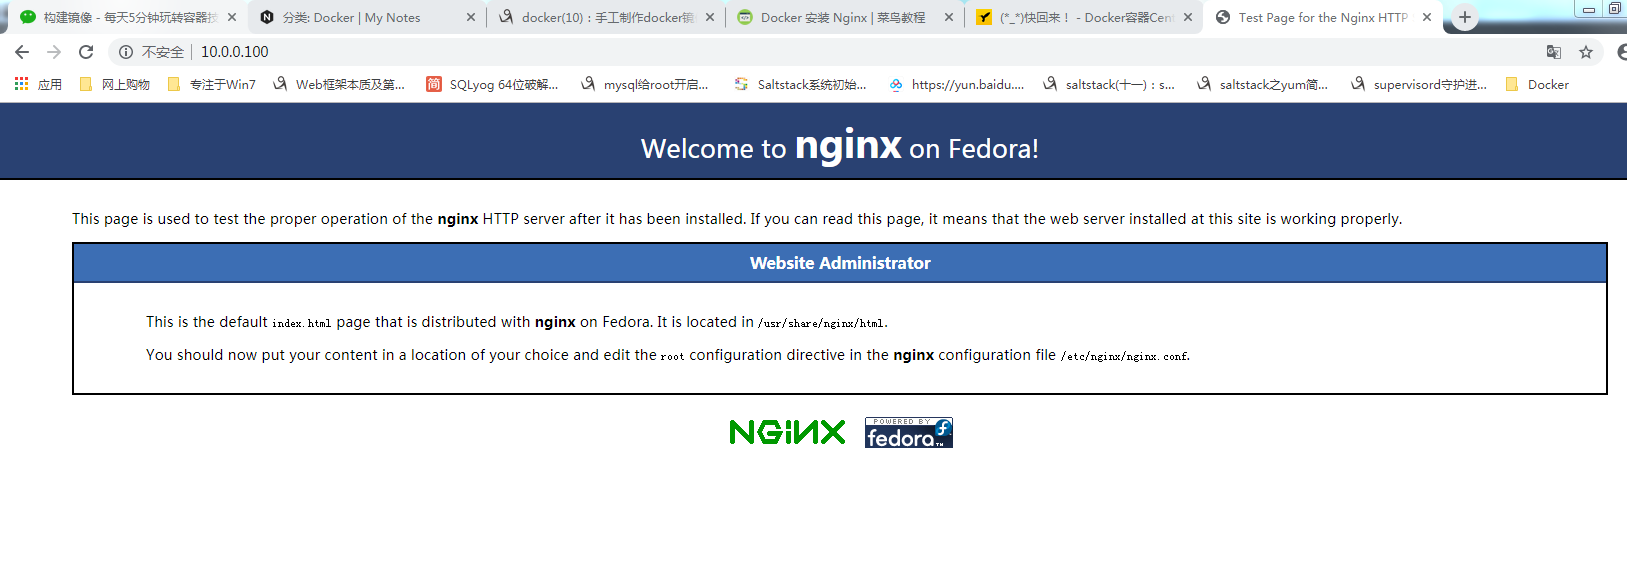 构建镜像 - 每天5分钟玩转容器技
分类: Docker | My Notes
docker(10)：手工制作docker镜
Docker 安装 Nginx | 菜鸟教程
(*_*)快回来！ - Docker容器Cent
Test Page for the Nginx HTTP
不安全 10.0.0.100
应用
网上购物
专注于Win7
Web框架本质及第...
简 SQLyog 64位破解...
mysql给root开启...
Saltstack系统初始...
https://yun.baidu....
saltstack(十一)：s...
saltstack之yum简...
supervisord守护进...
Docker
Welcome to nginx on Fedora!
This page is used to test the proper operation of the nginx HTTP server after it has been installed. If you can read this page, it means that the web server installed at this site is working properly.
Website Administrator
This is the default index.html page that is distributed with nginx on Fedora. It is located in /usr/share/nginx/html.
You should now put your content in a location of your choice and edit the root configuration directive in the nginx configuration file /etc/nginx/nginx.conf.
NGINX
POWERED BY
fedora™